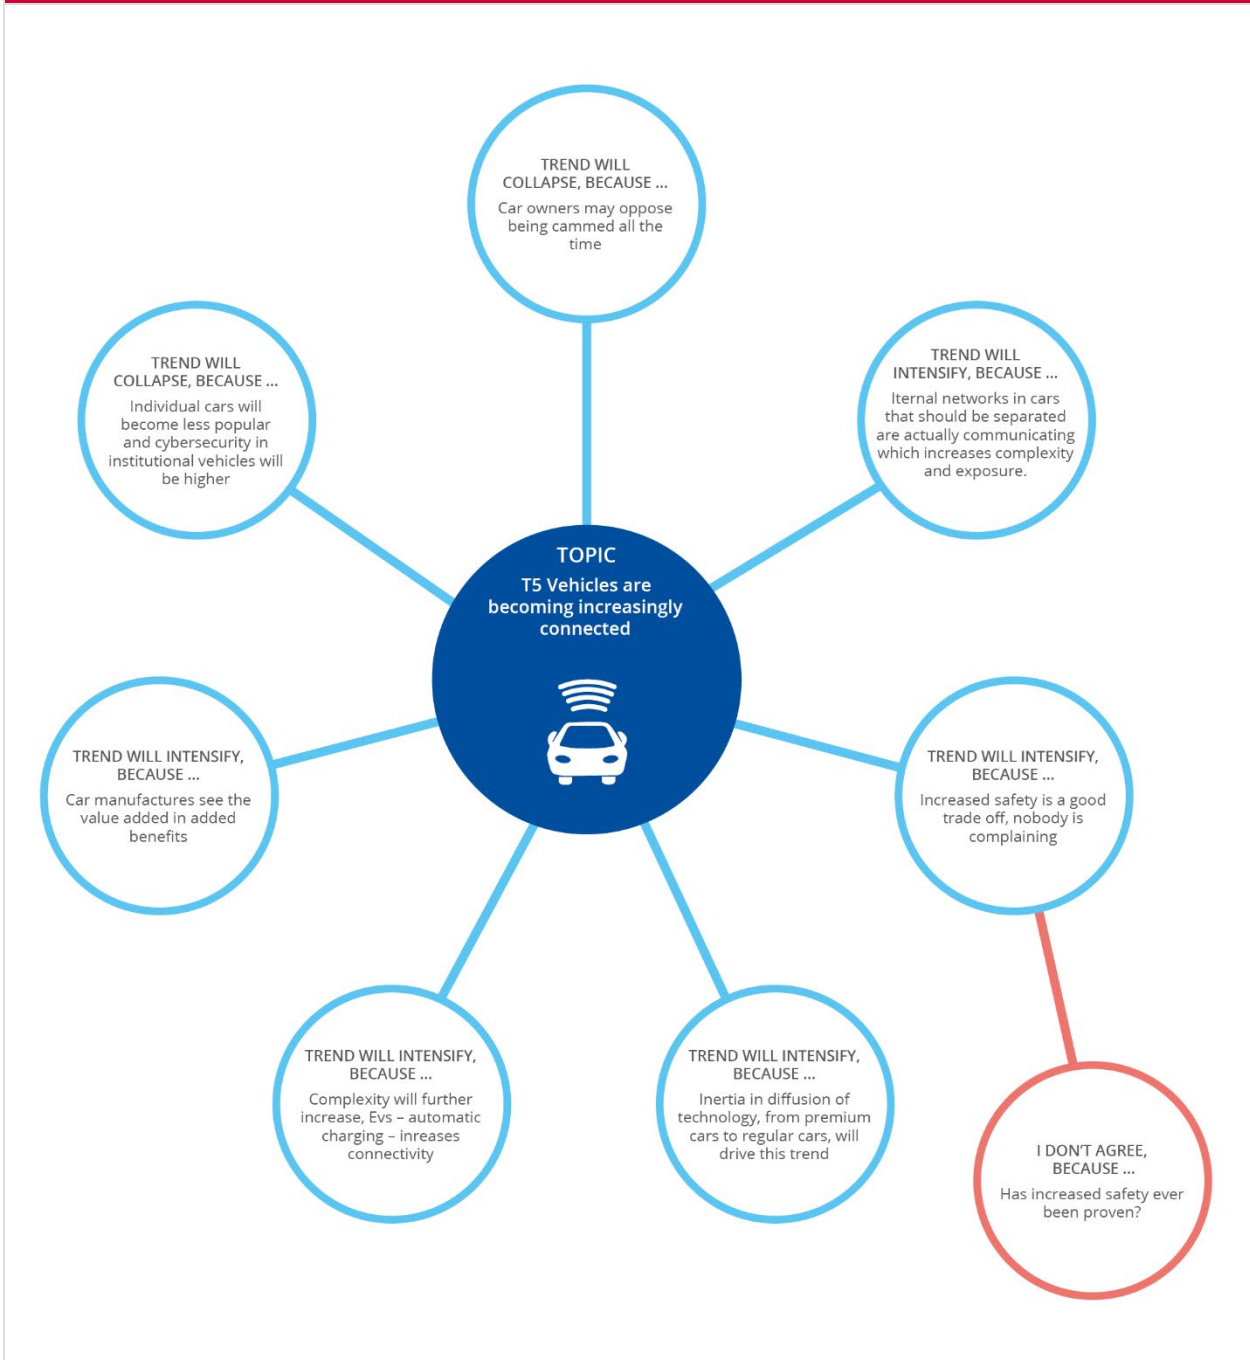 TREND WILL
COLLAPSE, BECAUSE ...
Car owners may oppose
being cammed all the
time
TREND WILL
COLLAPSE, BECAUSE ...
Individual cars will
become less popular
and cybersecurity in
institutional vehicles will
be higher
TREND WILL
INTENSIFY, BECAUSE ...
Iternal networks in cars
that should be separated
are actually communicating
which increases complexity
and exposure.
TOPIC
T5 Vehicles are
becoming increasingly
connected
TREND WILL INTENSIFY,
BECAUSE ...
Car manufactures see the
value added in added
benefits
TREND WILL INTENSIFY,
BECAUSE ...
Increased safety is a good
trade off, nobody is
complaining
TREND WILL INTENSIFY,
BECAUSE ...
Complexity will further
increase, Evs – automatic
charging – inreases
connectivity
TREND WILL INTENSIFY,
BECAUSE ...
Inertia in diffusion of
technology, from premium
cars to regular cars, will
drive this trend
I DON'T AGREE,
BECAUSE ...
Has increased safety ever
been proven?